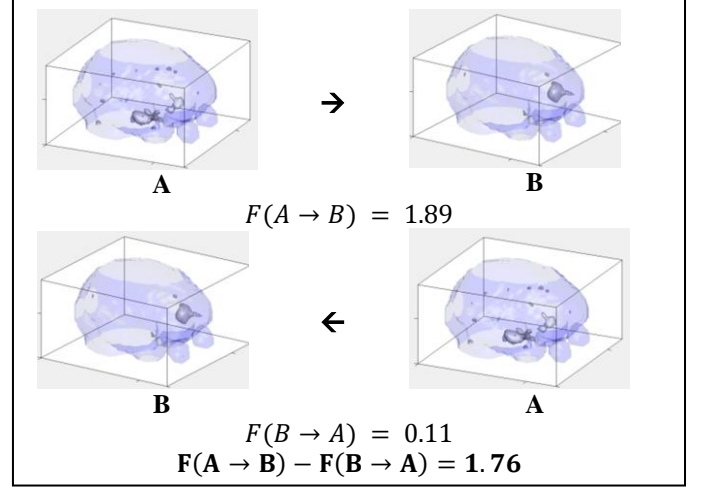 →
A B
F(A → B) = 1.89
←
B A
F(B → A) = 0.11
F(A → B) − F(B → A) = 1.76